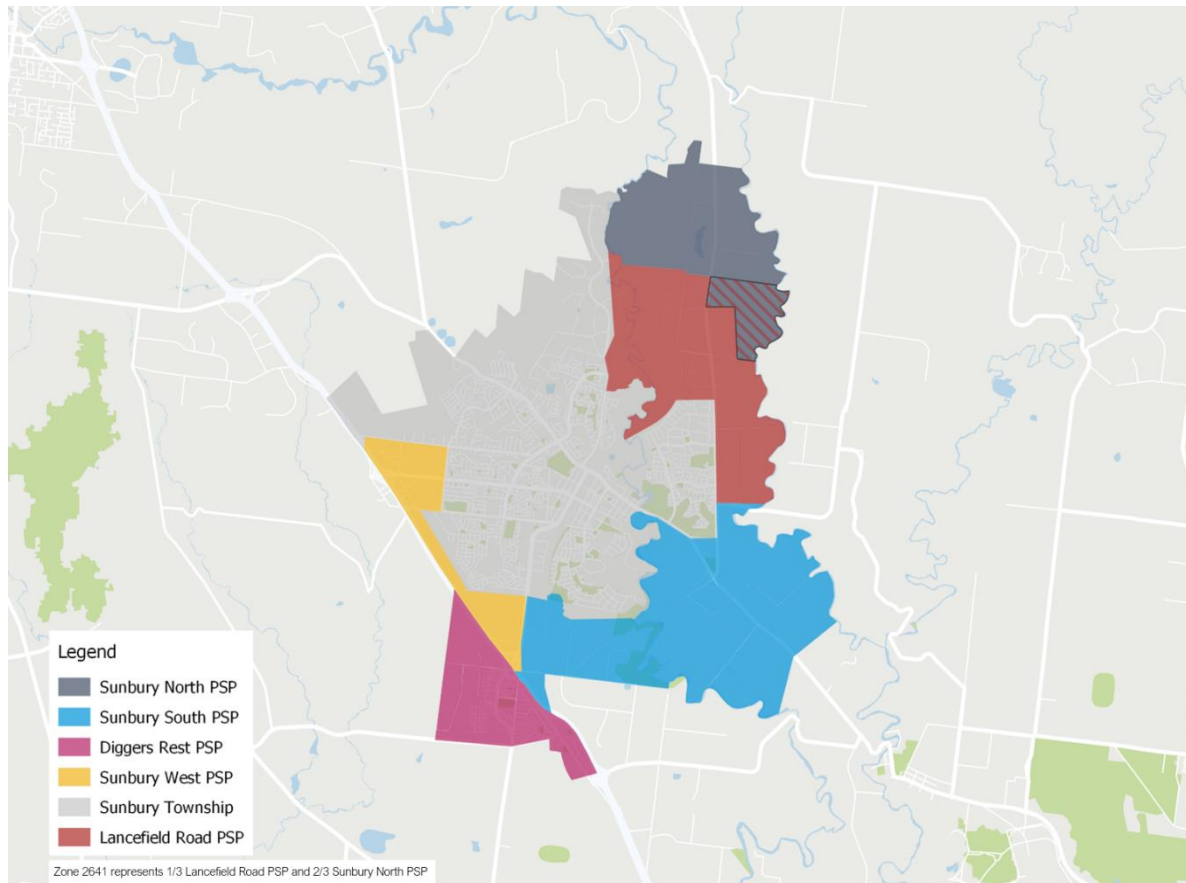 Legend
Sunbury North PSP
Sunbury South PSP
Diggers Rest PSP
Sunbury West PSP
Sunbury Township
Lancefield Road PSP
Zone 2641 represents 1/3 Lancefield Road PSP and 2/3 Sunbury North PSP